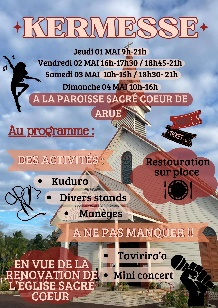 KERMESSE
Jeudi 01 MAI 9h-21h
Vendredi 02 MAI 16h-17h30 / 18h45-21h
Samedi 03 MAI 10h-15h / 18h30-21h
Dimanche 04 MAI 10h-16h
A LA PAROISSE SACRÉ COEUR DE
ARUE
Au programme :
DES ACTIVITÉS :
Restauration
sur place
• Kuduro
• Divers stands
• Manèges
A NE PAS MANQUER !!
• Tavirira'a
• Mini concert
EN VUE DE LA
RENOVATION DE
L'ÉGLISE SACRÉ
COEUR